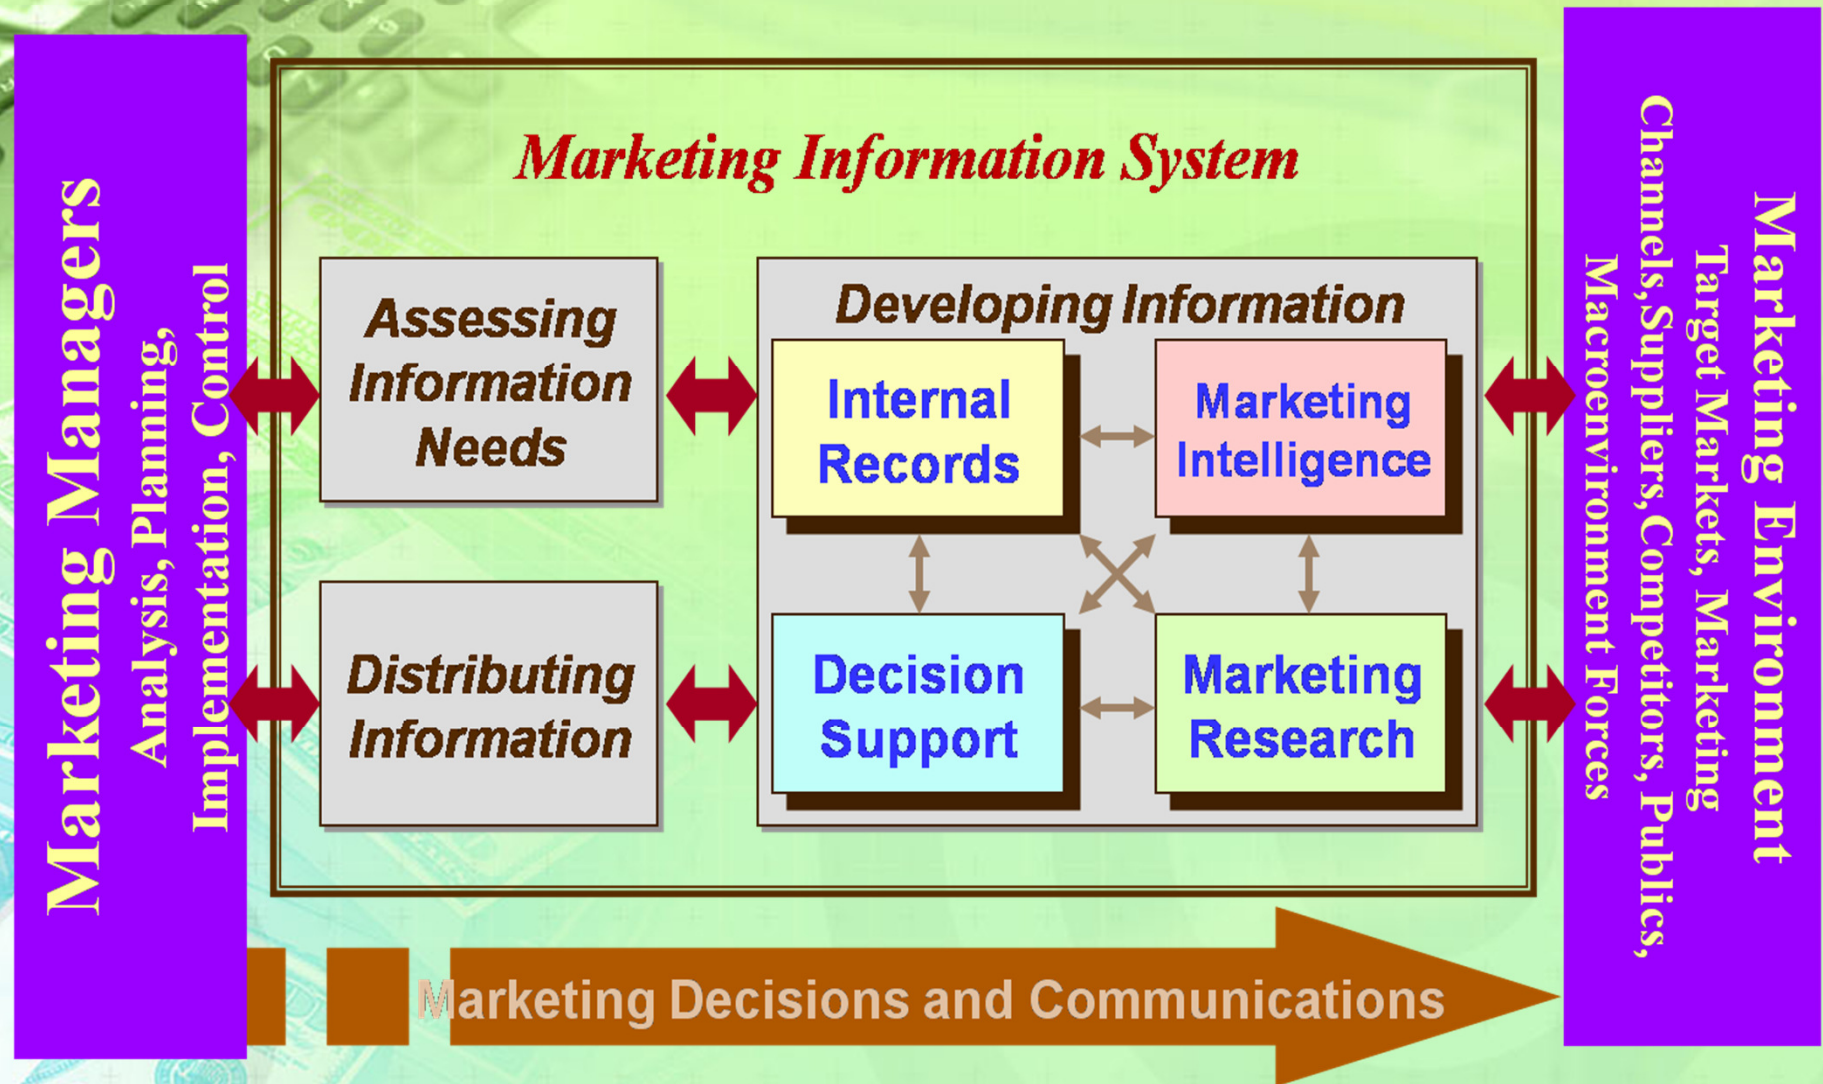 Marketing Managers
Analysis, Planning,
Implementation, Control
Marketing Information System
Assessing
Information
Needs
Distributing
Information
Developing Information
Internal
Records
Marketing
Intelligence
Decision
Support
Marketing
Research
Marketing Environment
Target Markets, Marketing
Channels,Suppliers,Competitors, Publics,
Macroenvironment Forces
Marketing Decisions and Communications